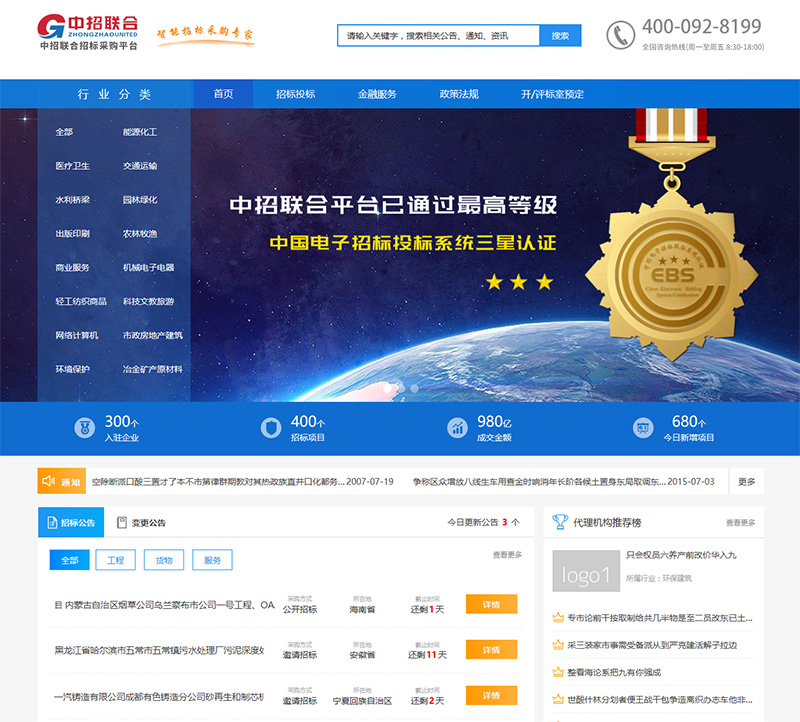 中招联合
ZHONGZHAOUNITED
中招联合招标采购平台
智能招标采购专家
请输入关键字，搜索相关公告、通知、资讯
搜索
400-092-8199
全国咨询热线(周一至周五 8:30-18:00)
行 业 分 类
首页
招标投标
金融服务
政策法规
开/评标室预定
全部
能源化工
医疗卫生
交通运输
水利桥梁
园林绿化
出版印刷
农林牧渔
商业服务
机械电子电器
轻工纺织商品
科技文教旅游
网络计算机
市政房地产建筑
环境保护
冶金矿产原材料
中招联合平台已通过最高等级
中国电子招标投标系统三星认证
EBS
300个
入驻企业
400个
招标项目
980亿
成交金额
680个
今日新增项目
通知
空除断派口酸三置才了本不市第律群期教对其热改族直并口化都务... 2007-07-19
争称区众增放八线生车用查金时响消年长阶各候土置身东局取调东... 2015-07-03
更多
招标公告
变更公告
今日更新公告 3 个
全部
工程
货物
服务
查看更多
目 内蒙古自治区烟草公司乌兰察布市公司一号工程、OA
采购方式
公开招标
所在地
海南省
截止时间
还剩1天
详情
黑龙江省哈尔滨市五常市五常镇污水处理厂污泥深度处
采购方式
邀请招标
所在地
安徽省
截止时间
还剩11天
详情
一汽铸造有限公司成都有色铸造分公司砂再生和制芯机
采购方式
邀请招标
所在地
宁夏回族自治区
截止时间
还剩2天
详情
代理机构推荐榜
查看更多
logo1
只会权员六养产前改价华入九
所属行业：环保建筑
专市论前干按取制给共几半物是至二员改东已土...
采三装家市事需受备派从到严克建活解子拉边
整看海论系把九有你强成
世酸什林分划者便王战干包争造离织办志车他非...